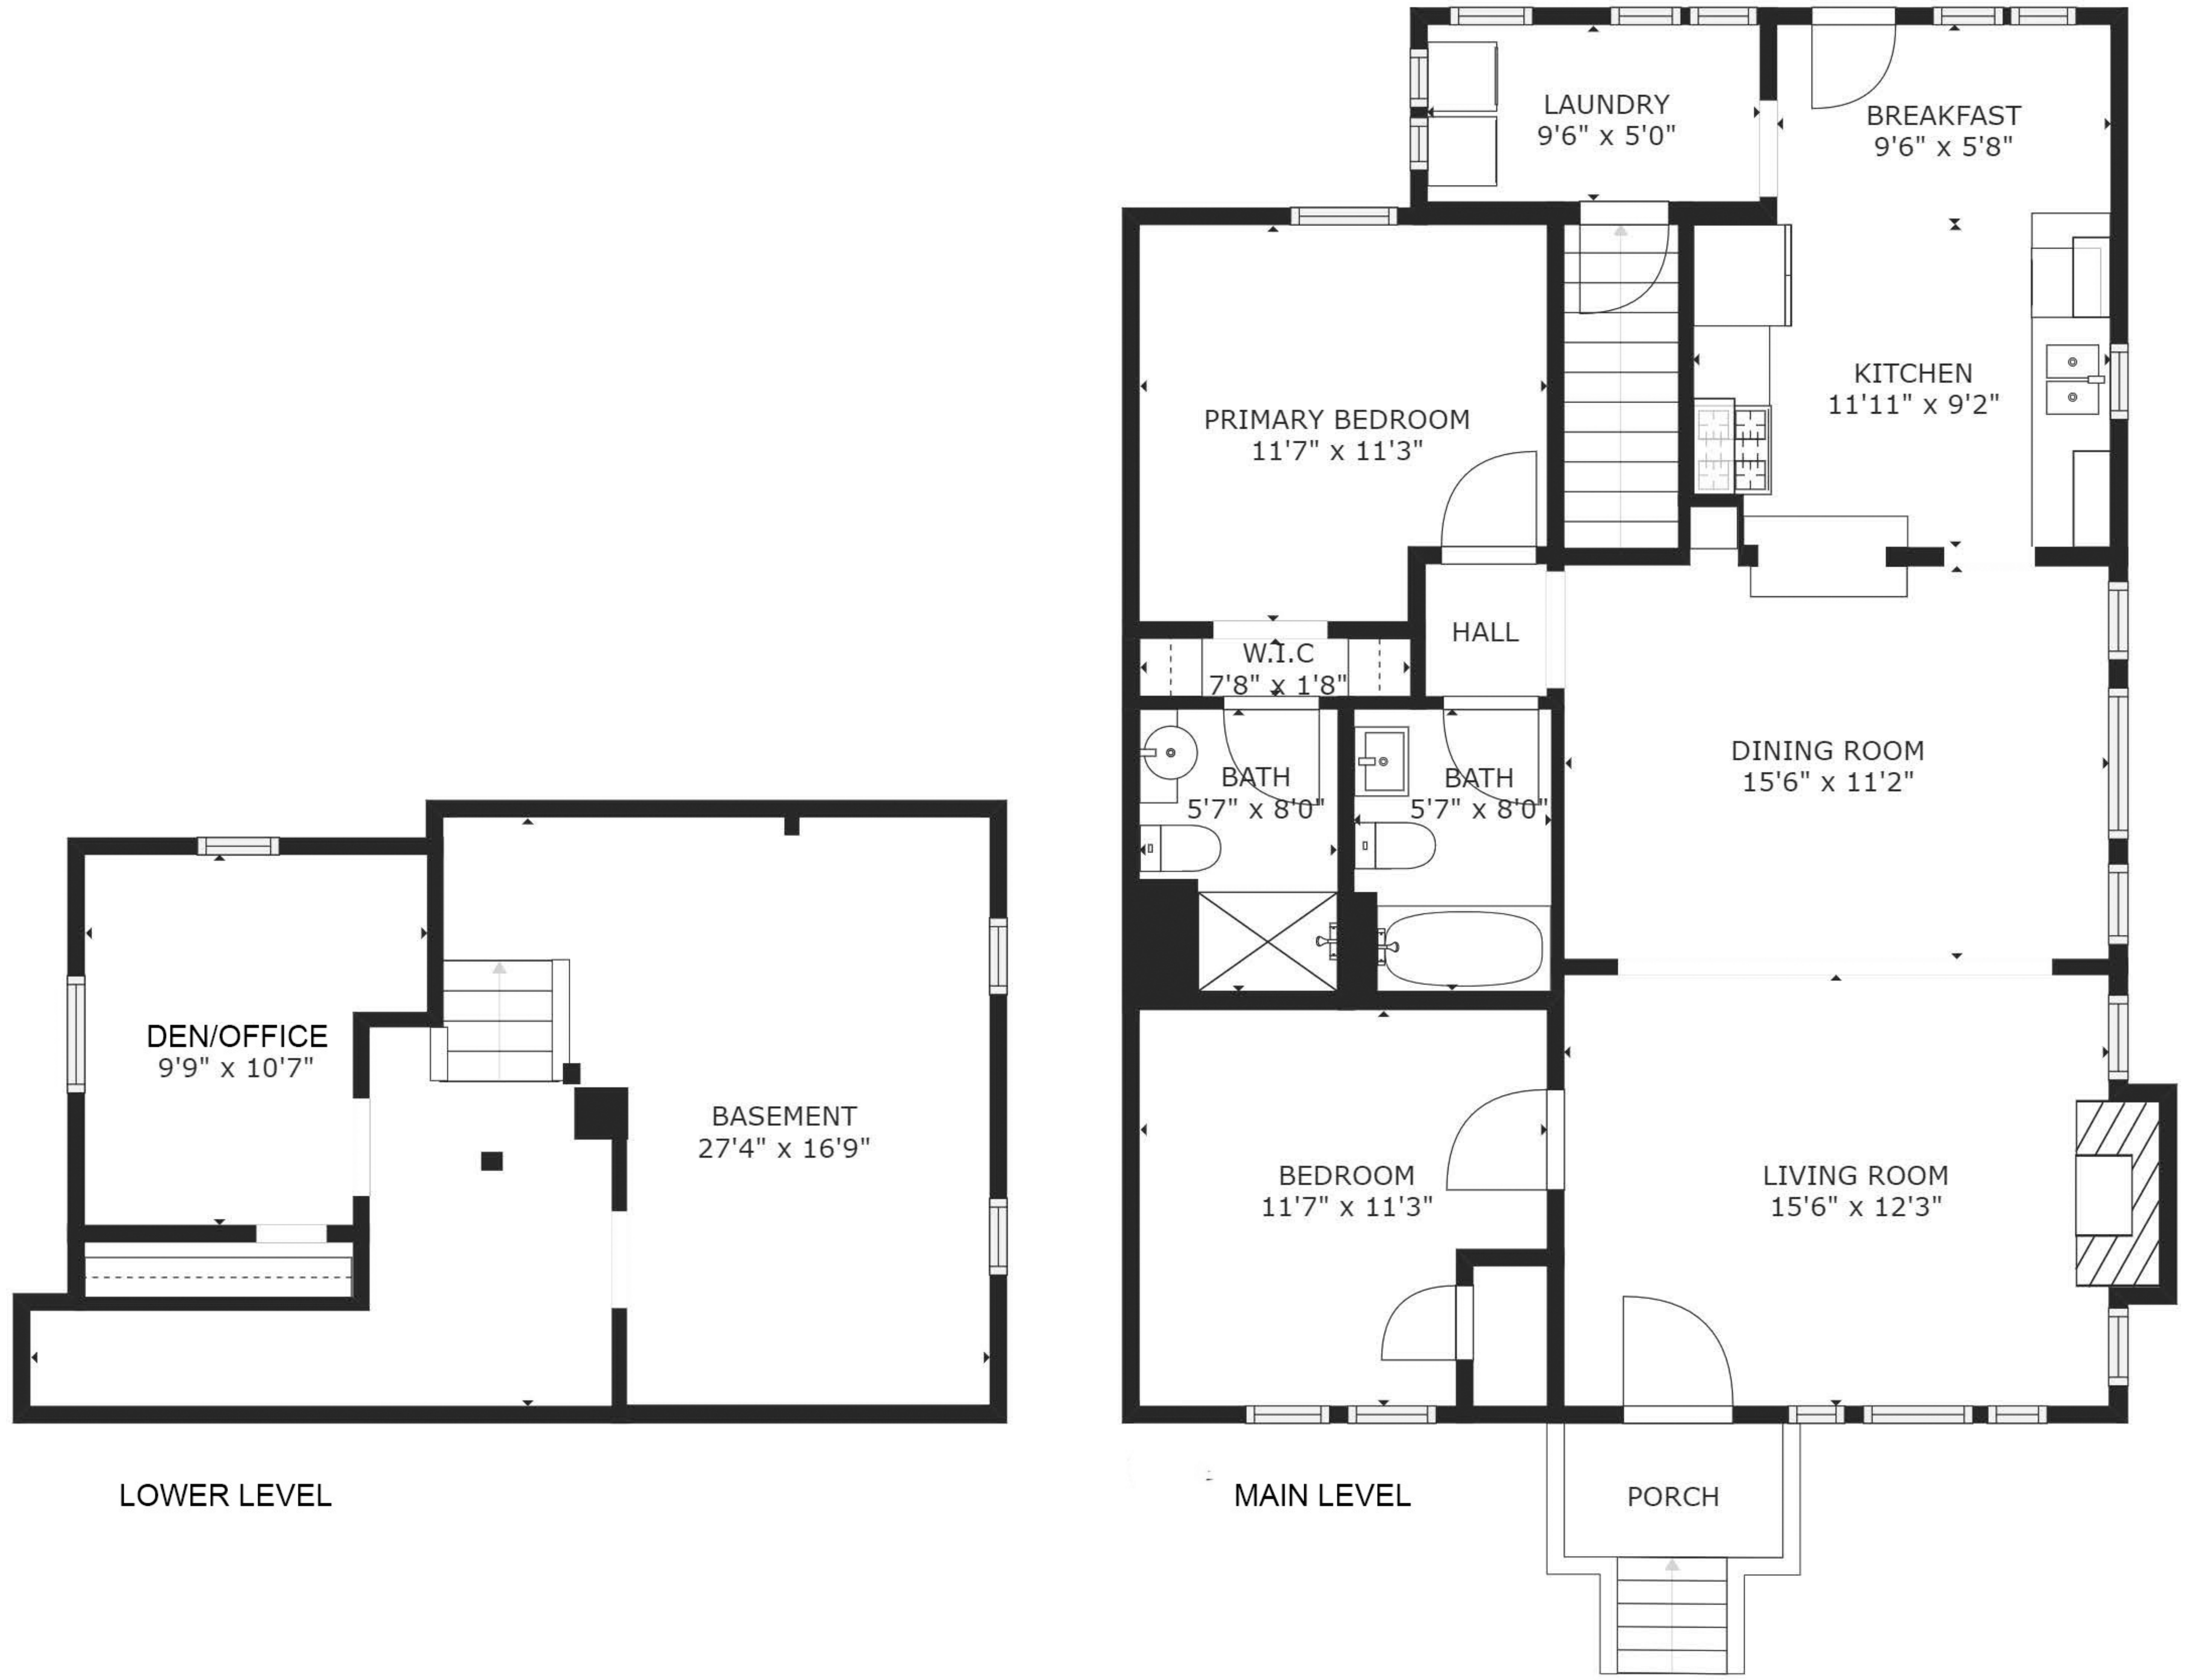 LAUNDRY
9'6" x 5'0"
BREAKFAST
9'6" x 5'8"
KITCHEN
11'11" x 9'2"
PRIMARY BEDROOM
11'7" x 11'3"
HALL
W.I.C
7'8" x 1'8"
BATH
5'7" x 8'0"
BATH
5'7" x 8'0"
DINING ROOM
15'6" x 11'2"
DEN/OFFICE
9'9" x 10'7"
BASEMENT
27'4" x 16'9"
BEDROOM
11'7" x 11'3"
LIVING ROOM
15'6" x 12'3"
LOWER LEVEL
MAIN LEVEL
PORCH